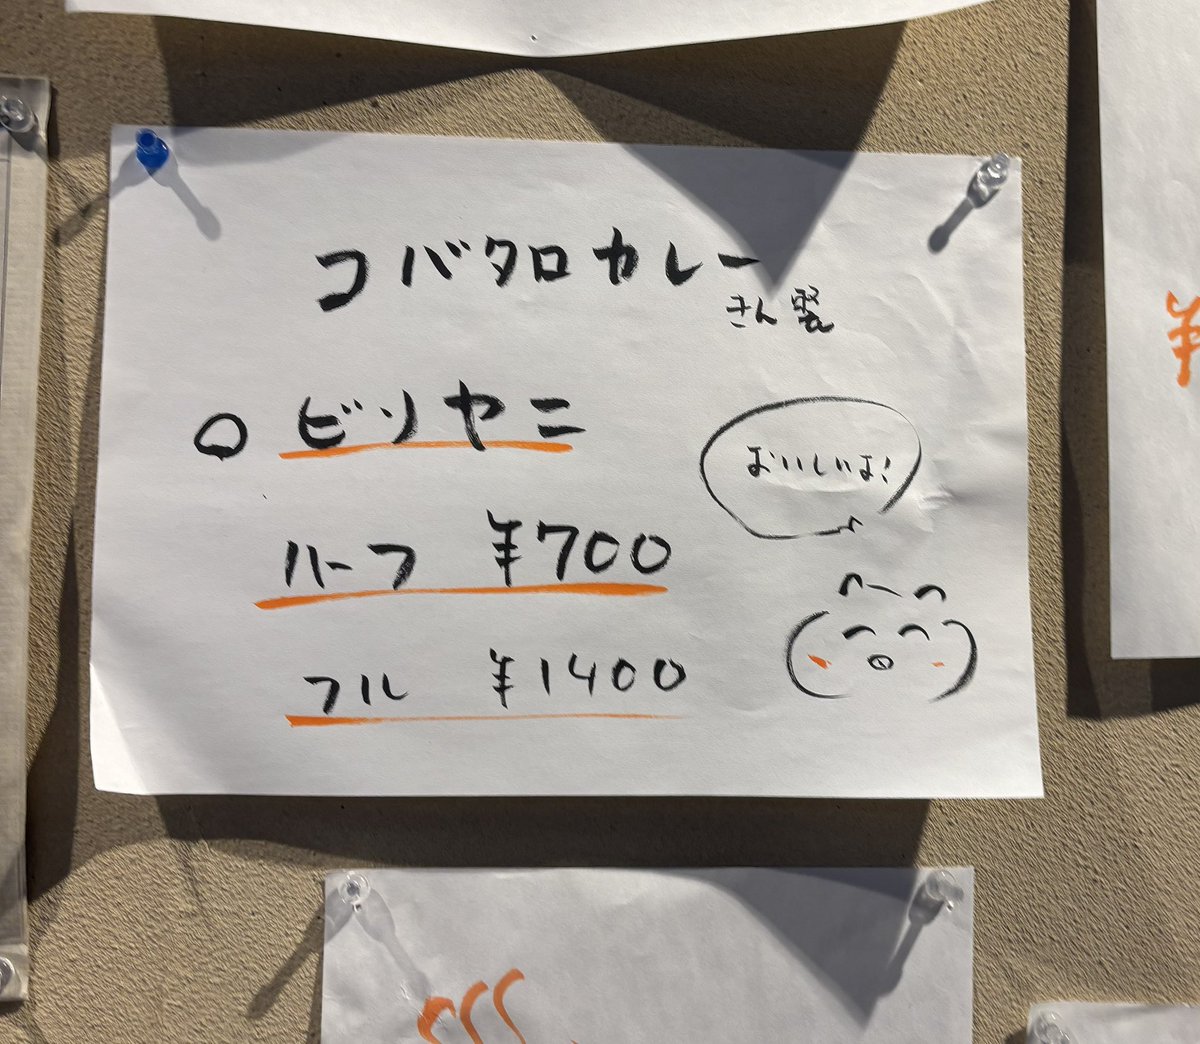 コバタロカレー
さん製
○ ビリヤニ
おいしいよ!
ハーフ ¥700
フル ¥1400
¥